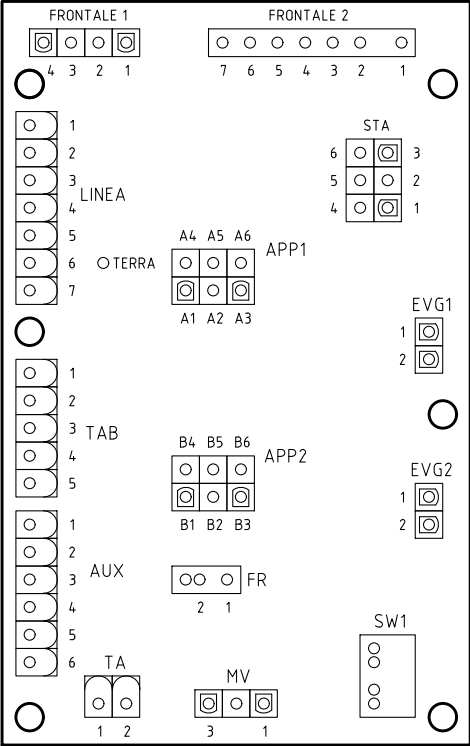 FRONTALE 1
FRONTALE 2
4 3 2 1
7 6 5 4 3 2 1
STA
1
2
3
4
5
6
7
LINEA
TERRA
6 3
5 2
4 1
A4 A5 A6
APP1
A1 A2 A3
EVG1
1
2
1
2
3
4
5
TAB
B4 B5 B6
APP2
B1 B2 B3
EVG2
1
2
1
2
3
4
5
6
AUX
FR
2 1
SW1
TA
1 2
MV
3 1